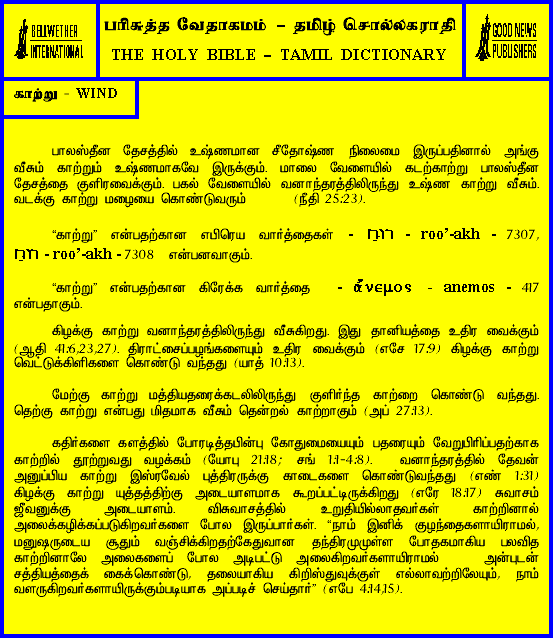 BELLWETHER INTERNATIONAL
பரிசுத்த வேதாகமம் - தமிழ் சொல்லகராதி
THE HOLY BIBLE - TAMIL DICTIONARY
GOOD NEWS PUBLISHERS
காற்று - WIND
பாலஸ்தீன தேசத்தில் உஷ்ணமான சீதோஷ்ண நிலைமை இருப்பதினால் அங்கு
வீசும் காற்றும் உஷ்ணமாகவே இருக்கும். மாலை வேளையில் கடற்காற்று பாலஸ்தீன
தேசத்தை குளிரவைக்கும். பகல் வேளையில் வனாந்தரத்திலிருந்து உஷ்ண காற்று வீசும்.
வடக்கு காற்று மழையை கொண்டுவரும் (நீதி 25:23).
“காற்று” என்பதற்கான எபிரெய வார்த்தைகள் - רוּחַ - roo’-akh - 7307,
רוּחַ - roo’-akh - 7308 என்பனவாகும்.
“காற்று” என்பதற்கான கிரேக்க வார்த்தை - ἄνεμος - anemos - 417
என்பதாகும்.
கிழக்கு காற்று வனாந்தரத்திலிருந்து வீசுகிறது. இது தானியத்தை உதிர வைக்கும்
(ஆதி 41:6,23,27). திராட்சைப்பழங்களையும் உதிர வைக்கும் (எசே 17:9) கிழக்கு காற்று
வெட்டுக்கிளிகளை கொண்டு வந்தது (யாத் 10:13).
மேற்கு காற்று மத்தியதரைக்கடலிலிருந்து குளிர்ந்த காற்றை கொண்டு வந்தது.
தெற்கு காற்று என்பது மிதமாக வீசும் தென்றல் காற்றாகும் (அப் 27:13).
கதிர்களை களத்தில் போரடித்தபின்பு கோதுமையையும் பதரையும் வேறுபிரிப்பதற்காக
காற்றில் தூற்றுவது வழக்கம் (யோபு 21:18; சங் 1:1-4:8). வனாந்தரத்தில் தேவன்
அனுப்பிய காற்று இஸ்ரவேல் புத்திரருக்கு காடைகளை கொண்டுவந்தது (எண் 1:31)
கிழக்கு காற்று யுத்தத்திற்கு அடையாளமாக கூறப்பட்டிருக்கிறது (எரே 18:17) சுவாசம்
ஜீவனுக்கு அடையாளம். விசுவாசத்தில் உறுதியில்லாதவர்கள் காற்றினால்
அலைக்கழிக்கப்படுகிறவர்களை போல இருப்பார்கள். “நாம் இனிக் குழந்தைகளாயிராமல்,
மனுஷருடைய சூதும் வஞ்சிக்கிறதற்கேதுவான தந்திரமுமுள்ள போதகமாகிய பலவித
காற்றினாலே அலைகளைப் போல அடிபட்டு அலைகிறவர்களாயிராமல் அன்புடன்
சத்தியத்தைக் கைக்கொண்டு, தலையாகிய கிறிஸ்துவுக்குள் எல்லாவற்றிலேயும், நாம்
வளருகிறவர்களாயிருக்கும்படியாக அப்படிச் செய்தார்” (எபே 4:14,15).